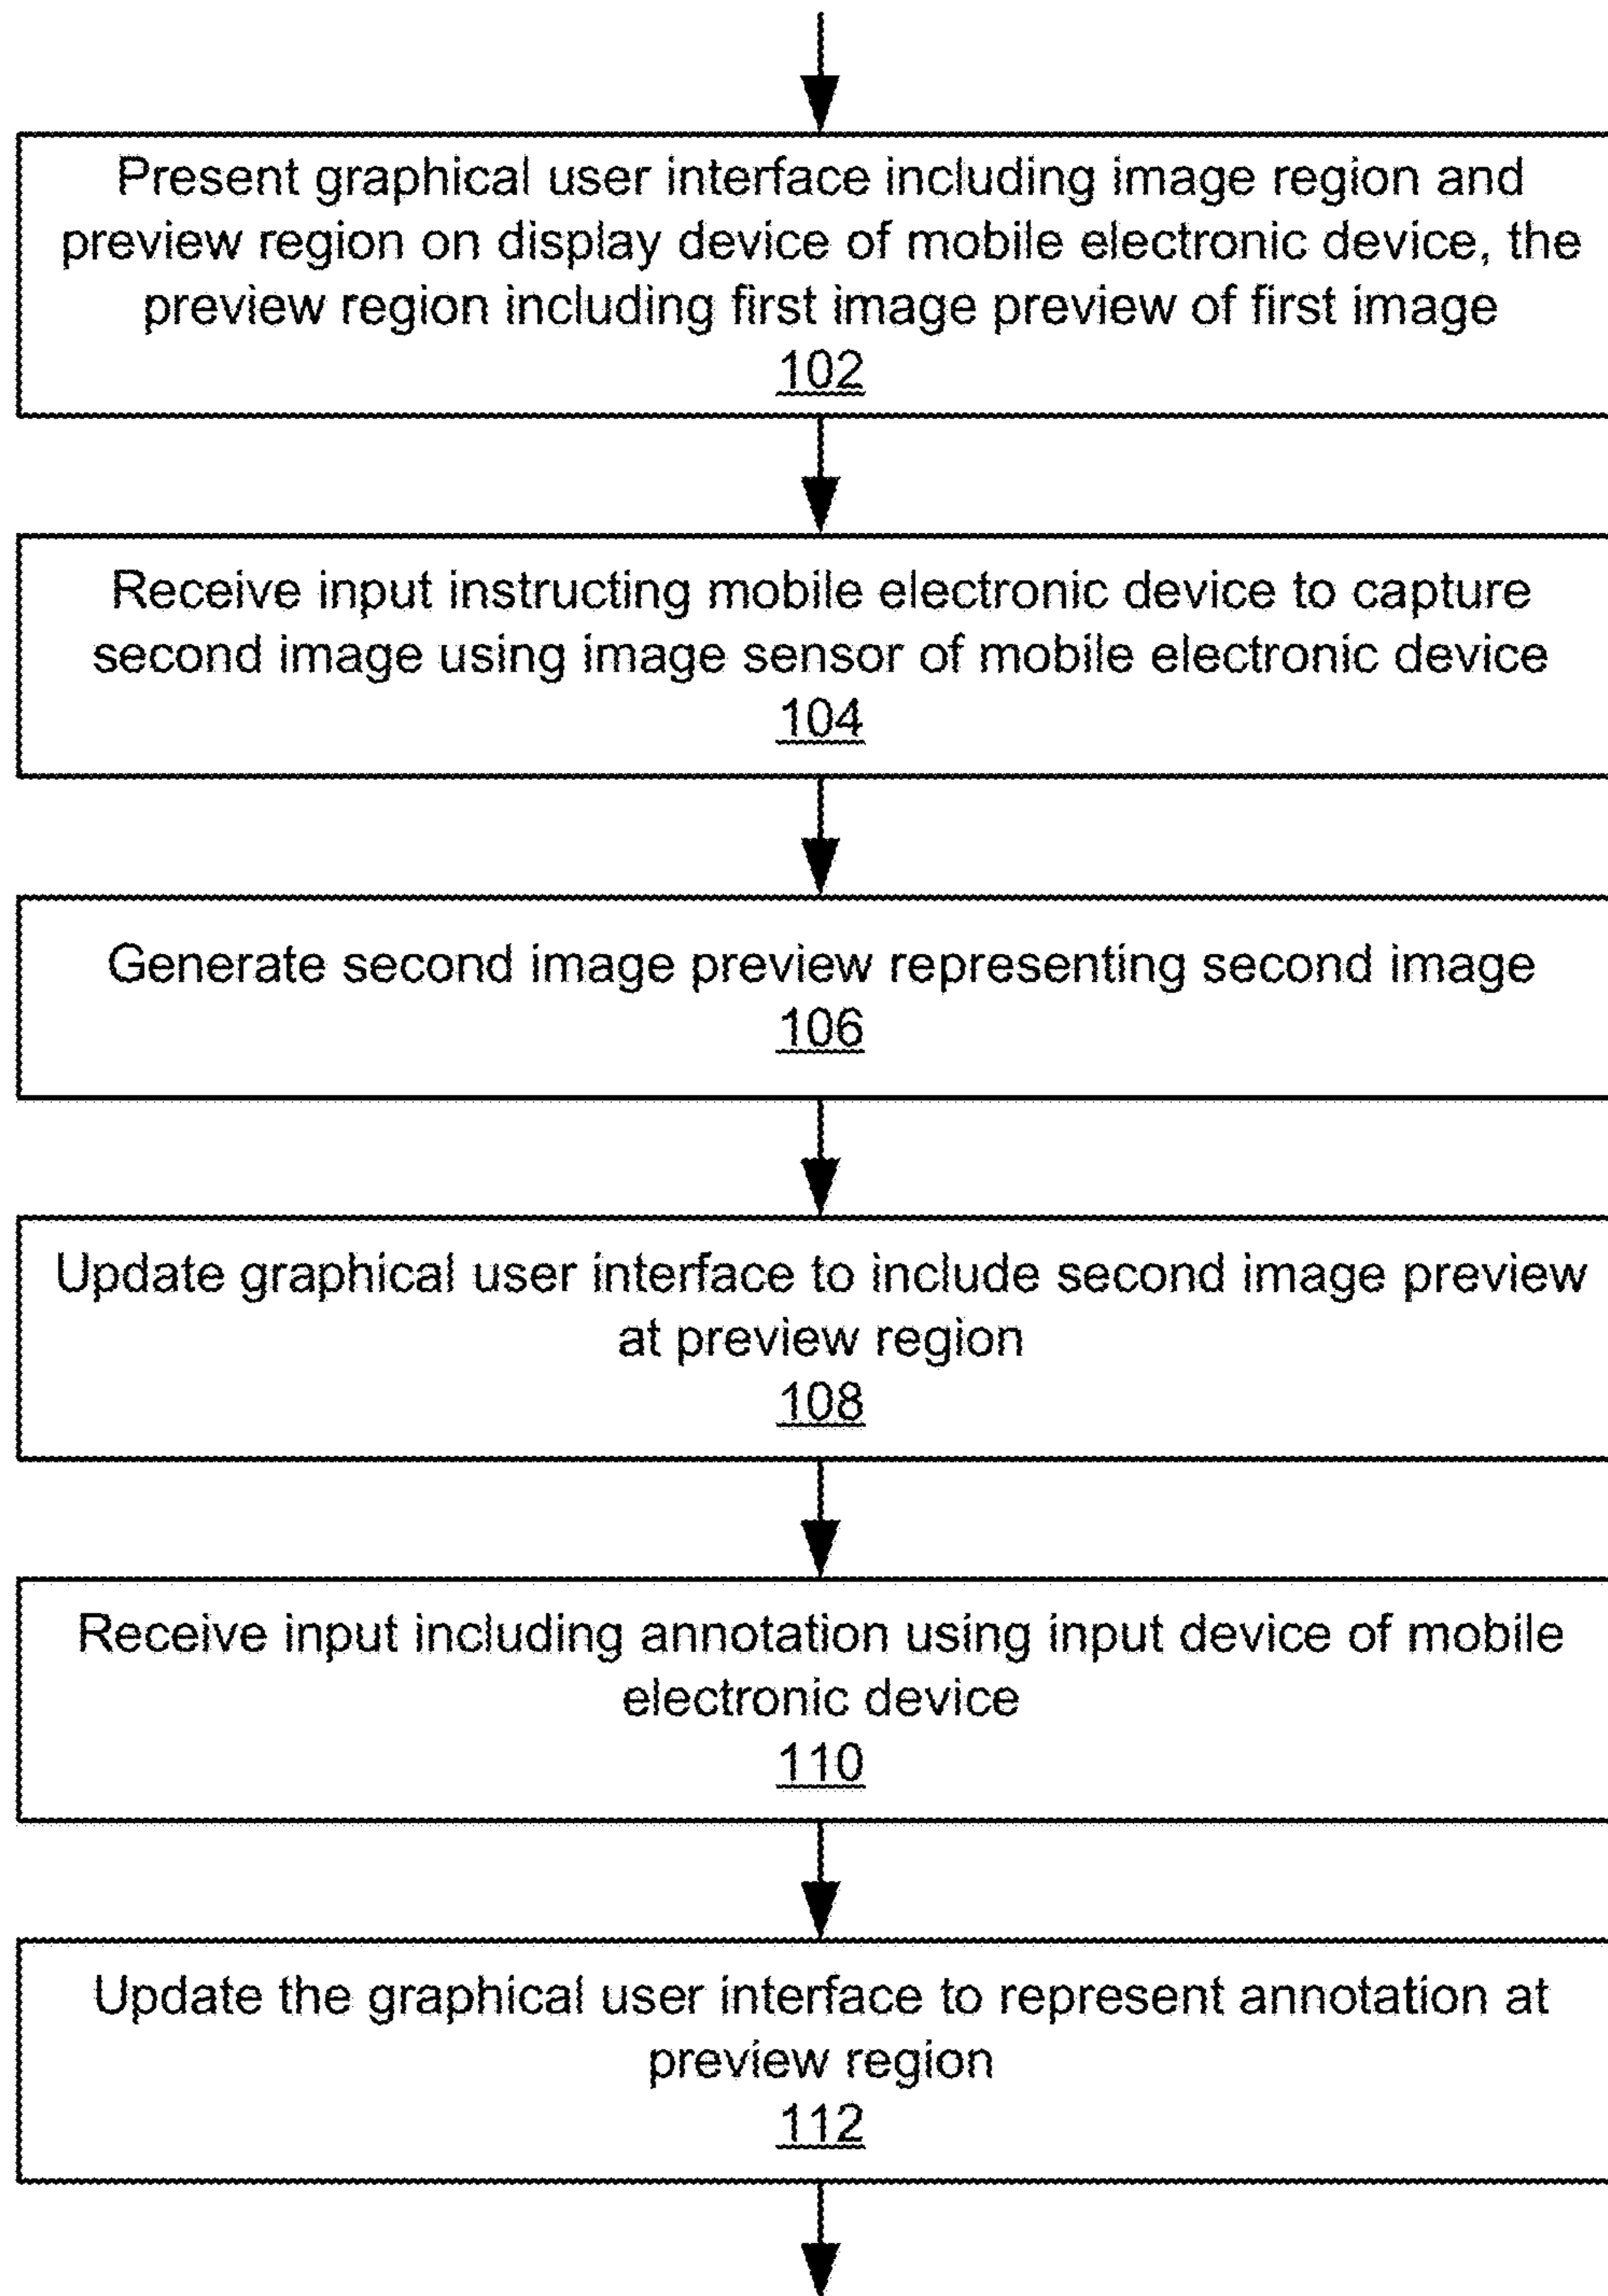 Present graphical user interface including image region and
preview region on display device of mobile electronic device, the
preview region including first image preview of first image
102
Receive input instructing mobile electronic device to capture
second image using image sensor of mobile electronic device
104
Generate second image preview representing second image
106
Update graphical user interface to include second image preview
at preview region
108
Receive input including annotation using input device of mobile
electronic device
110
Update the graphical user interface to represent annotation at
preview region
112